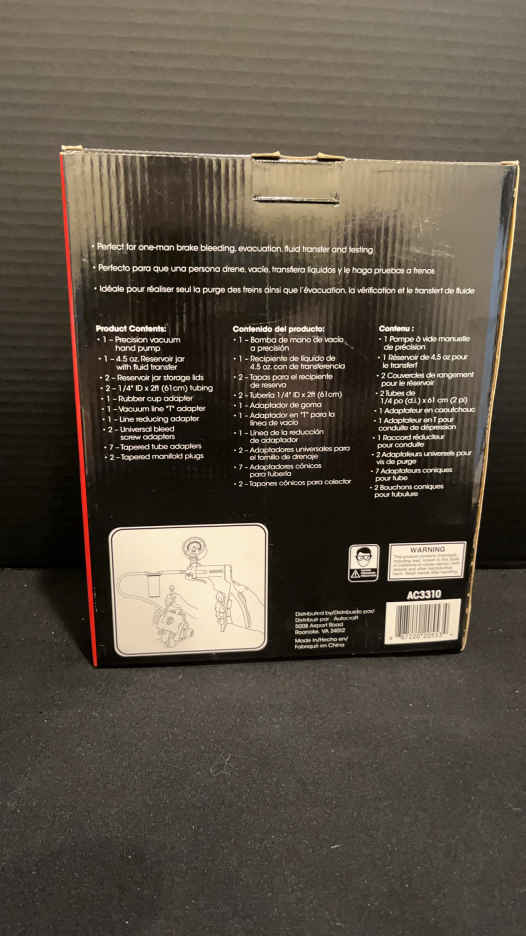 • Perfect for one-man brake bleeding, evacuation, fluid transfer and testing
• Perfecto para que una persona drene, vacíe, transfiera líquidos y le haga pruebas a frenos
• Idéale pour réaliser seul la purge des freins ainsi que l'évacuation, la vérification et le transfert de fluide
Product Contents:
• 1 – Precision vacuum
hand pump
• 1 – 4.5 oz. Reservoir jar
with fluid transfer
• 2 – Reservoir jar storage lids
• 2 – 1/4" ID x 2ft (61cm) tubing
• 1 – Rubber cup adapter
• 1 – Vacuum line "T" adapter
• 1 – Line reducing adapter
• 2 – Universal bleed
screw adapters
• 7 – Tapered tube adapters
• 2 – Tapered manifold plugs
Contenido del producto:
• 1 – Bomba de mano de vacío
a precisión
• 1 – Recipiente de líquido de
4.5 oz. con de transferencia
• 2 – Tapas para el recipiente
de reserva
• 2 – Tubería 1/4" ID x 2ft (61cm)
• 1 – Adaptador de goma
• 1 – Adaptador en "T" para la
línea de vacío
• 1 – Línea de la reducción
de adaptador
• 2 – Adaptadores universales para
el tornillo de drenaje
• 7 – Adaptadores cónicos
para tubería
• 2 – Tapones cónicos para colector
Contenu :
• 1 Pompe à vide manuelle
de précision
• 1 Réservoir de 4.5 oz pour
le transfert
• 2 Couvercles de rangement
pour le réservoir
• 2 Tubes de
1/4 po (d.i.) x 61 cm (2 pi)
• 1 Adaptateur en caoutchouc
• 1 Adaptateur en T pour
conduite de dépression
• 1 Raccord réducteur
pour conduite
• 2 Adaptateurs universels pour
vis de purge
• 7 Adaptateurs coniques
pour tube
• 2 Bouchons coniques
pour tubulure
WARNING
AC3310
Distributed by/Distribuido por/
Distribué par : Autocraft
5008 Airport Road
Roanoke, VA 24012
Made in/Hecho en/
Fabriqué en China